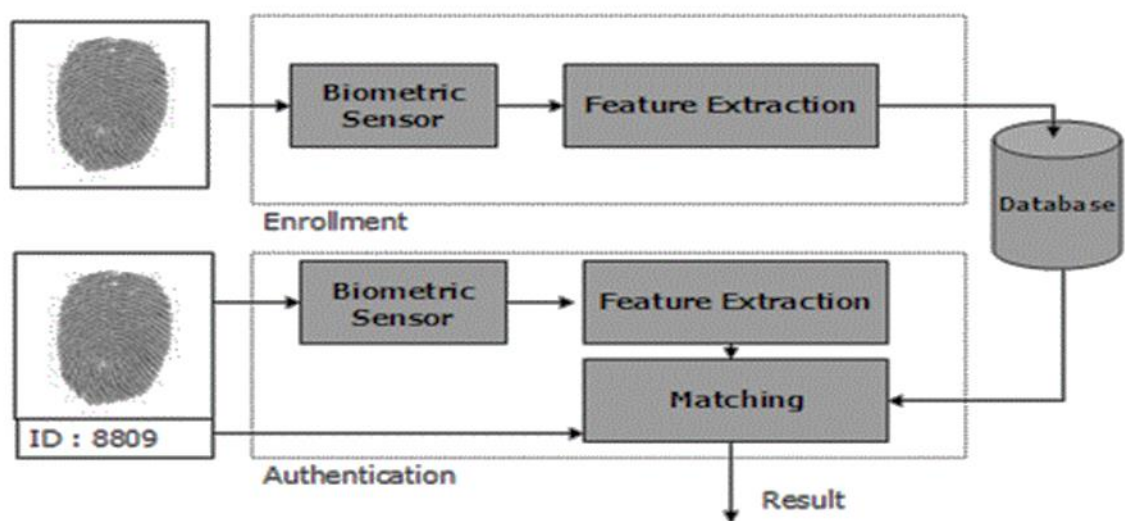 Biometric
Sensor
Feature Extraction
Database
Enrollment
Biometric
Sensor
Feature Extraction
Matching
ID : 8809
Authentication
Result